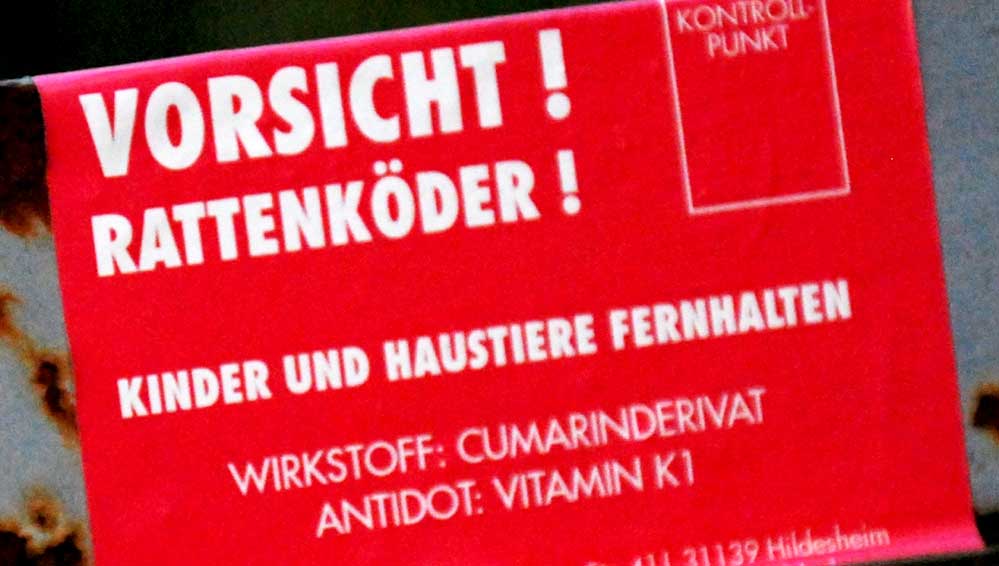 KONTROLL-
PUNKT
VORSICHT !
RATTENKÖDER !
KINDER UND HAUSTIERE FERNHALTEN
WIRKSTOFF: CUMARINDERIVAT
ANTIDOT: VITAMIN K1
31139 Hildesheim